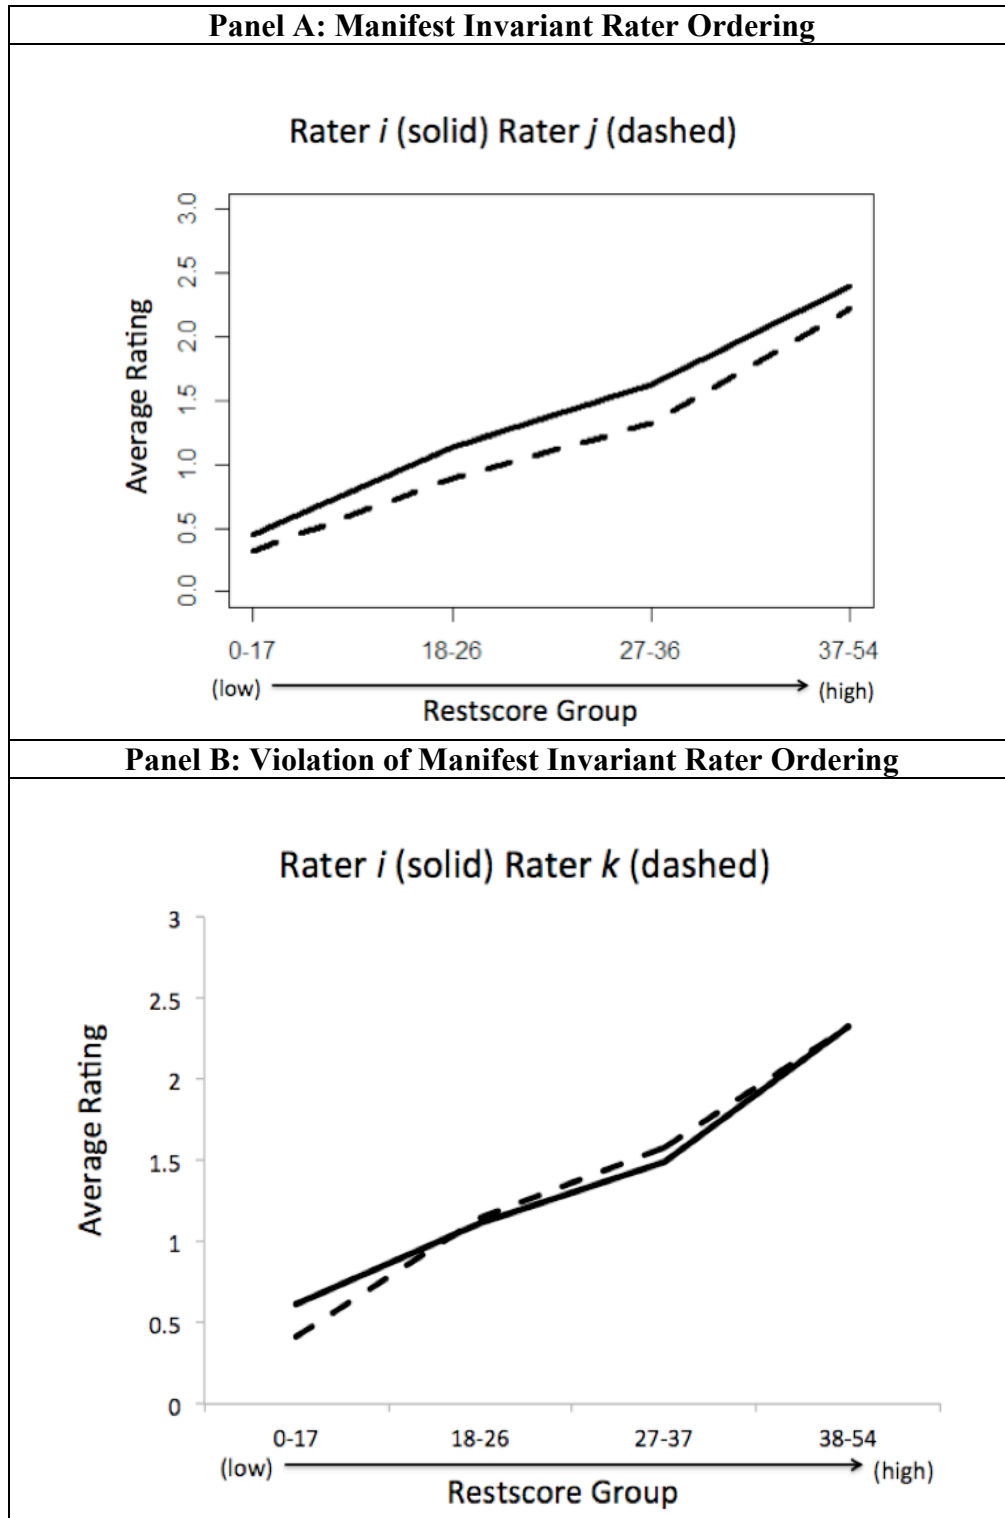 Panel A: Manifest Invariant Rater Ordering
Rater i (solid) Rater j (dashed)
Average Rating
3.0
2.5
2.0
1.5
1.0
0.5
0.0
0-17 18-26 27-36 37-54
(low) (high)
Restscore Group
Panel B: Violation of Manifest Invariant Rater Ordering
Rater i (solid) Rater k (dashed)
Average Rating
3
2.5
2
1.5
1
0.5
0
0-17 18-26 27-37 38-54
(low) (high)
Restscore Group